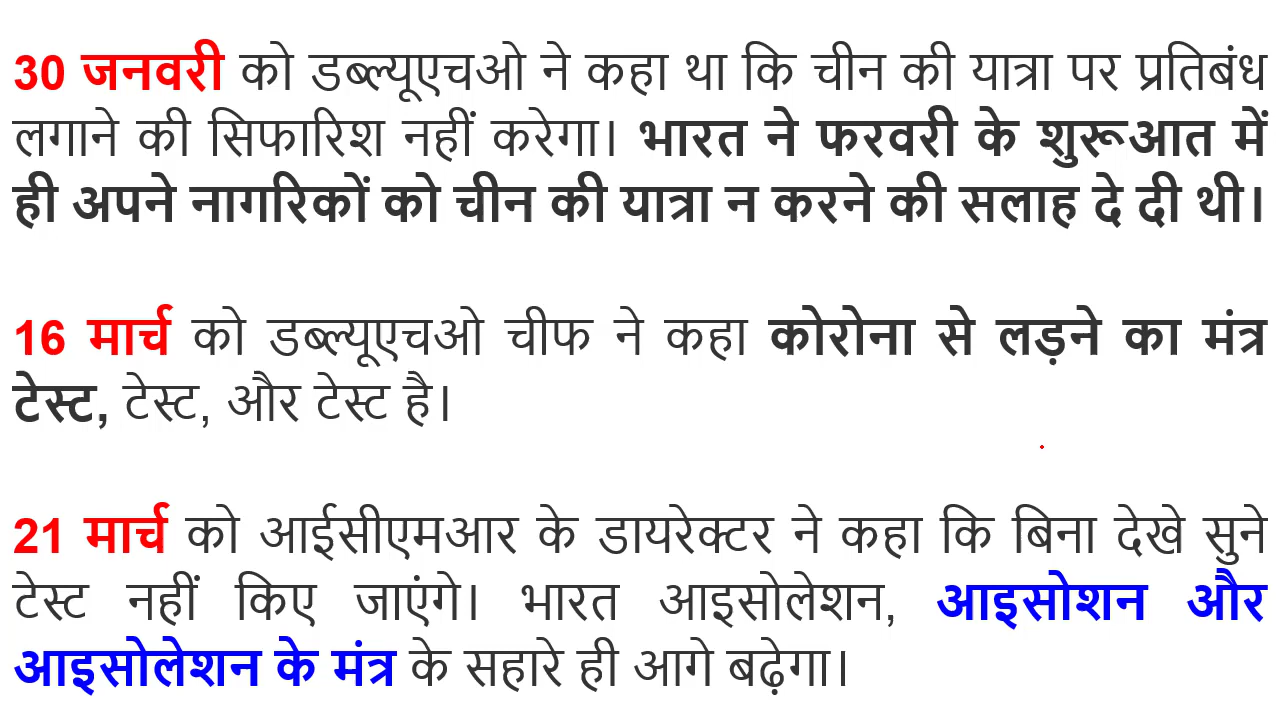 30 जनवरी को डब्ल्यूएचओ ने कहा था कि चीन की यात्रा पर प्रतिबंध
लगाने की सिफारिश नहीं करेगा। भारत ने फरवरी के शुरूआत में
ही अपने नागरिकों को चीन की यात्रा न करने की सलाह दे दी थी।
16 मार्च को डब्ल्यूएचओ चीफ ने कहा कोरोना से लड़ने का मंत्र
टेस्ट, टेस्ट, और टेस्ट है।
21 मार्च को आईसीएमआर के डायरेक्टर ने कहा कि बिना देखे सुने
टेस्ट नहीं किए जाएंगे। भारत आइसोलेशन, आइसोशन और
आइसोलेशन के मंत्र के सहारे ही आगे बढ़ेगा।